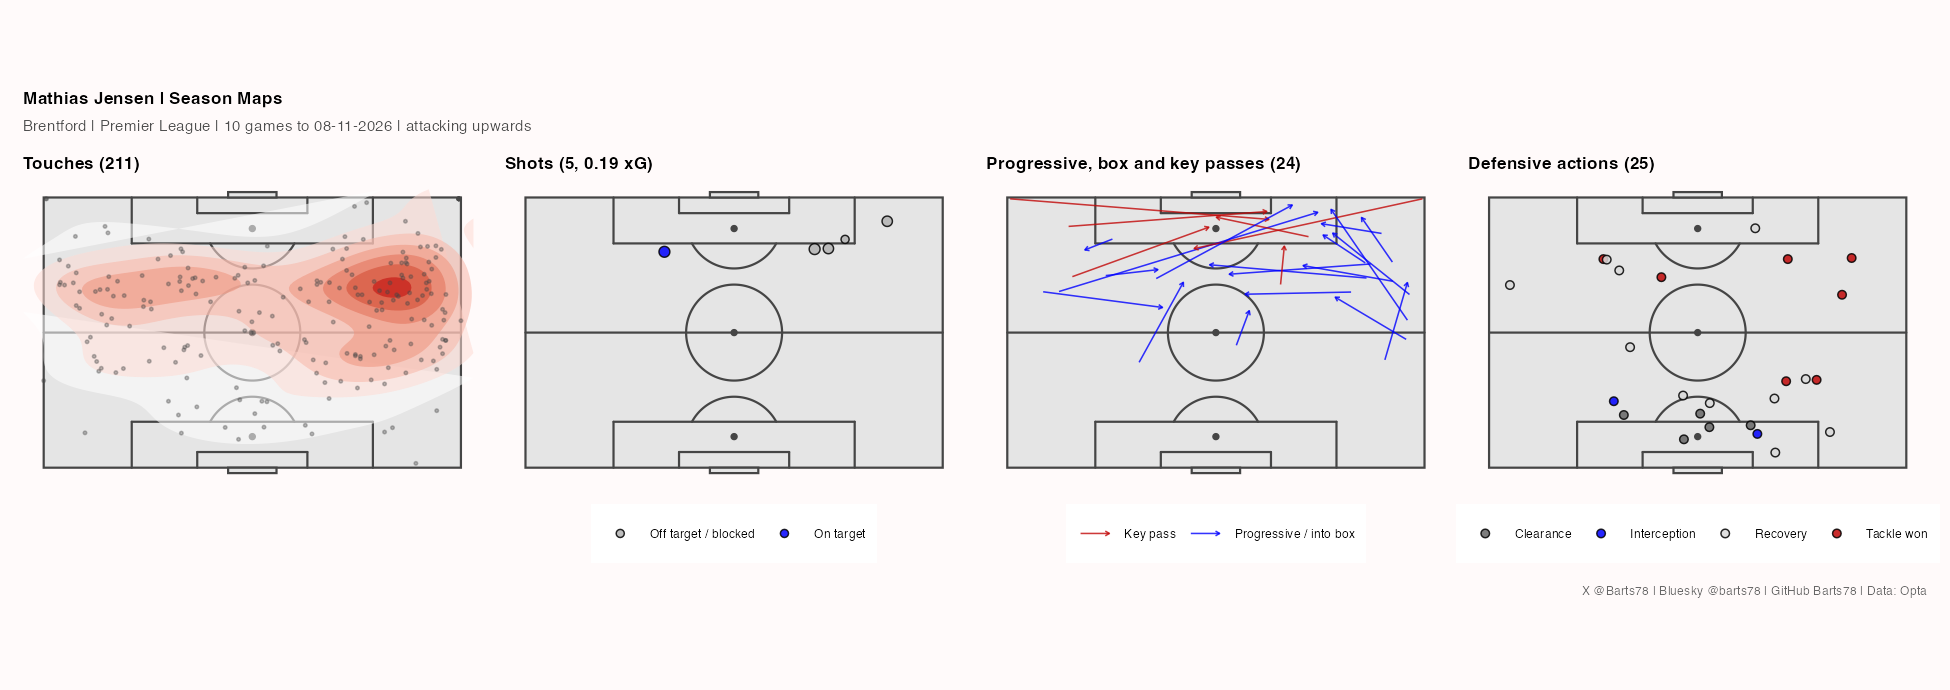 Mathias Jensen | Season Maps
Brentford | Premier League | 10 games to 08-11-2026 | attacking upwards
Touches (211)
Shots (5, 0.19 xG)
Progressive, box and key passes (24)
Defensive actions (25)
Off target / blocked
On target
Key pass
Progressive / into box
Clearance
Interception
Recovery
Tackle won
X @Barts78 | Bluesky @barts78 | GitHub Barts78 | Data: Opta